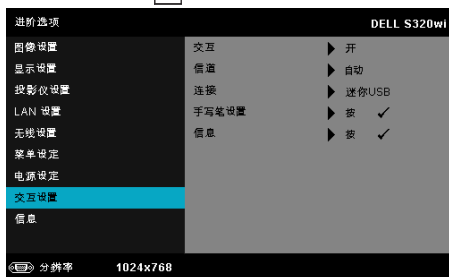 进阶选项 DELL S320wi
图像设置 交互 开
显示设置 信道 自动
投影仪设置 连接 迷你USB
LAN 设置 手写笔设置 按
无线设置 信息 按
菜单设定
电源设定
交互设置
信息
分辨率 1024x768